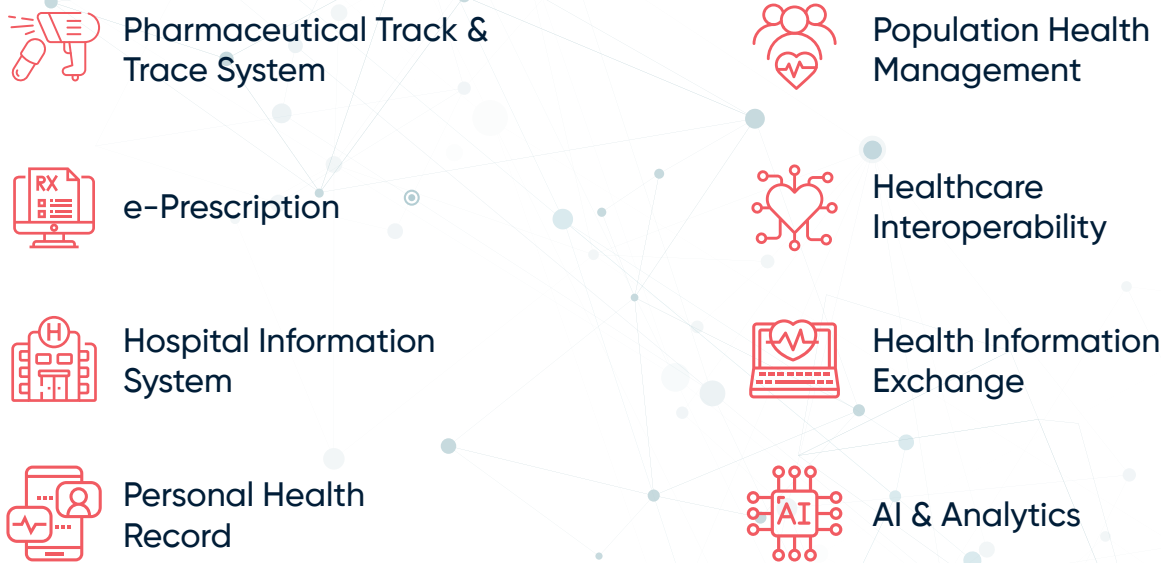 Pharmaceutical Track &
Trace System
RX
e-Prescription
H
Hospital Information
System
Personal Health
Record
Population Health
Management
Healthcare
Interoperability
Health Information
Exchange
AI
AI & Analytics